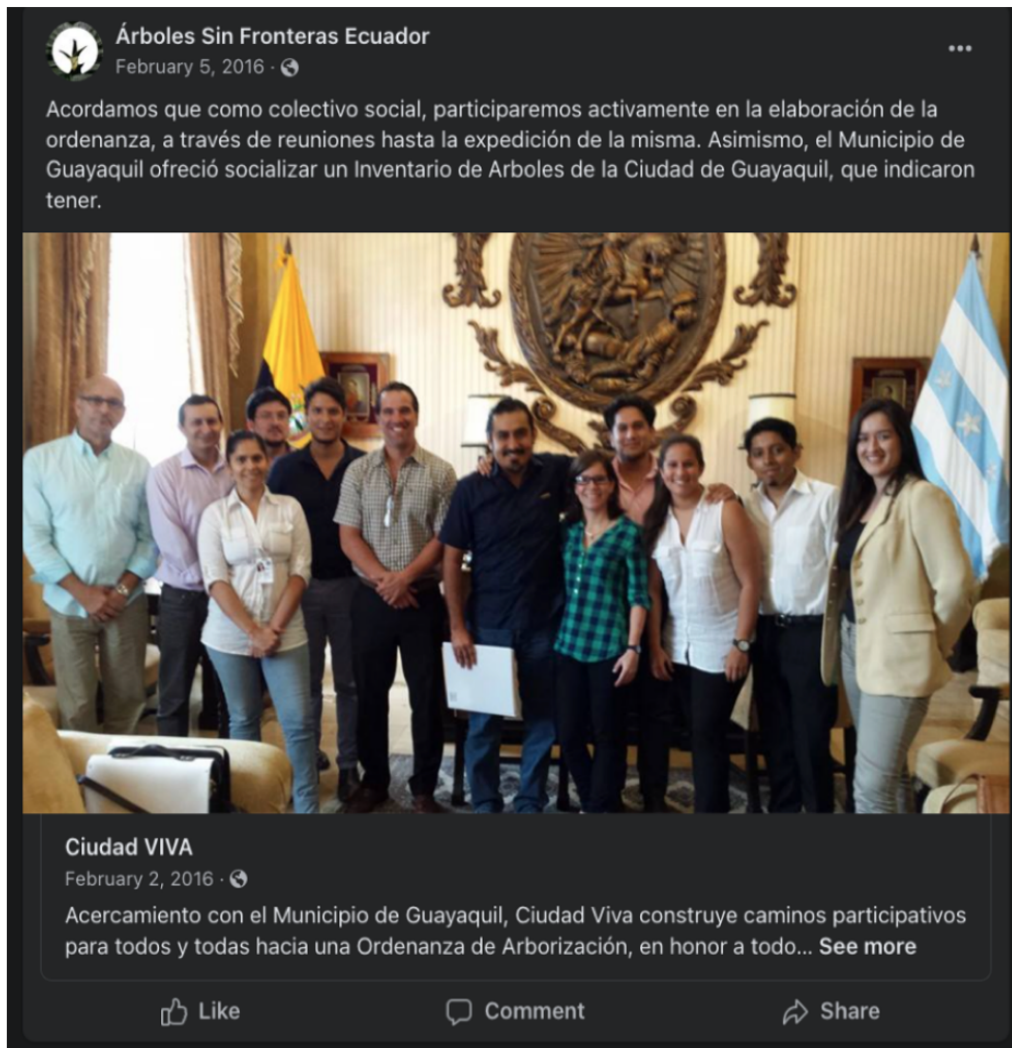 Árboles Sin Fronteras Ecuador
February 5, 2016 ·
Acordamos que como colectivo social, participaremos activamente en la elaboración de la
ordenanza, a través de reuniones hasta la expedición de la misma. Asimismo, el Municipio de
Guayaquil ofreció socializar un Inventario de Arboles de la Ciudad de Guayaquil, que indicaron
tener.
Ciudad VIVA
February 2, 2016 ·
Acercamiento con el Municipio de Guayaquil, Ciudad Viva construye caminos participativos
para todos y todas hacia una Ordenanza de Arborización, en honor a todo... See more
Like Comment Share